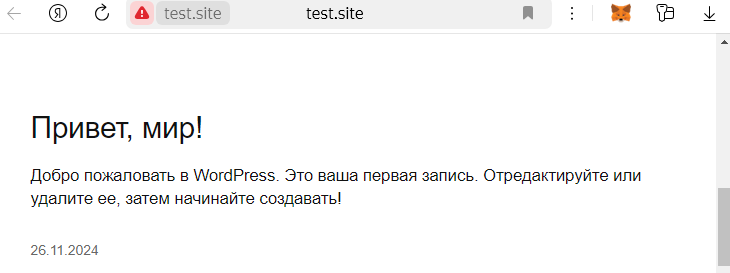 test.site test.site
Привет, мир!
Добро пожаловать в WordPress. Это ваша первая запись. Отредактируйте или
удалите ее, затем начинайте создавать!
26.11.2024